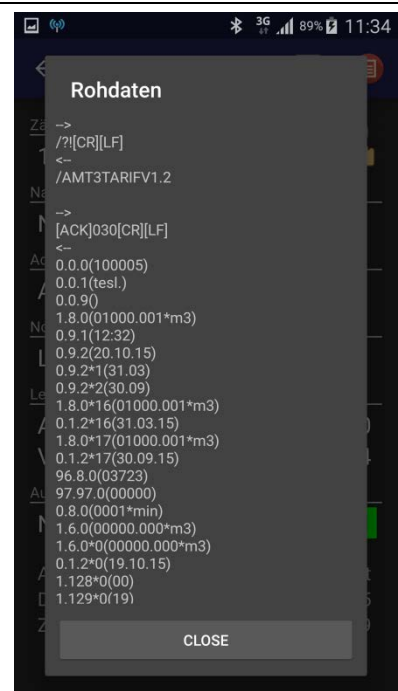 3G 89% 11:34
Rohdaten
-->
/?![CR][LF]
<--
/AMT3TARIFV1.2
-->
[ACK]030[CR][LF]
<--
0.0.0(100005)
0.0.1(tesl.)
0.0.9()
1.8.0(01000.001*m3)
0.9.1(12:32)
0.9.2(20.10.15)
0.9.2*1(31.03)
0.9.2*2(30.09)
1.8.0*16(01000.001*m3)
0.1.2*16(31.03.15)
1.8.0*17(01000.001*m3)
0.1.2*17(30.09.15)
96.8.0(03723)
97.97.0(00000)
0.8.0(0001*min)
1.6.0(00000.000*m3)
1.6.0*0(00000.000*m3)
0.1.2*0(19.10.15)
1.128*0(00)
1.129*0(19)
CLOSE